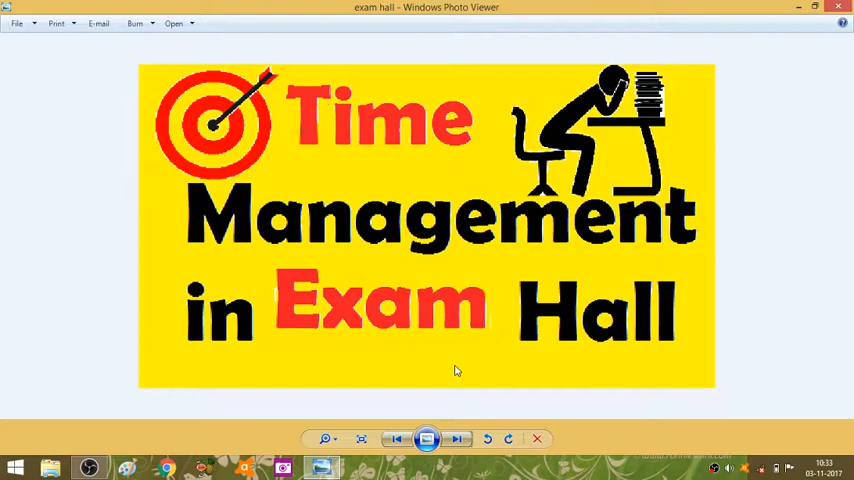 exam hall - Windows Photo Viewer
File Print E-mail Burn Open
Time
Management
in Exam Hall
10:33
03-11-2017